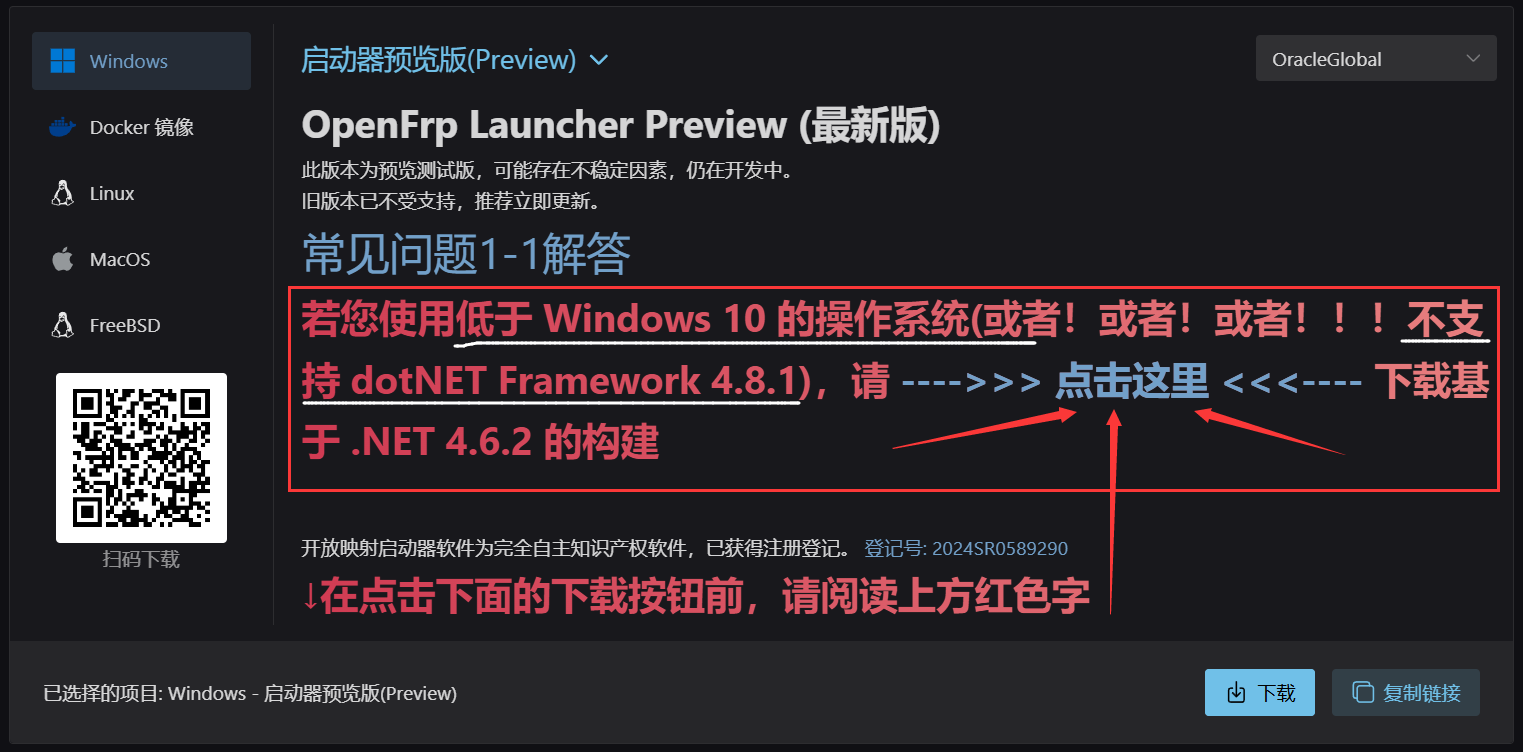 Windows
Docker 镜像
Linux
MacOS
FreeBSD
扫码下载
启动器预览版(Preview)
OracleGlobal
OpenFrp Launcher Preview (最新版)
此版本为预览测试版，可能存在不稳定因素，仍在开发中。
旧版本已不受支持，推荐立即更新。
常见问题1-1解答
若您使用低于 Windows 10 的操作系统(或者！或者！或者！！！不支
持 dotNET Framework 4.8.1)，请 ---->>> 点击这里 <<<---- 下载基
于 .NET 4.6.2 的构建
开放映射启动器软件为完全自主知识产权软件，已获得注册登记。 登记号: 2024SR0589290
↓在点击下面的下载按钮前，请阅读上方红色字
已选择的项目: Windows - 启动器预览版(Preview)
下载
复制链接